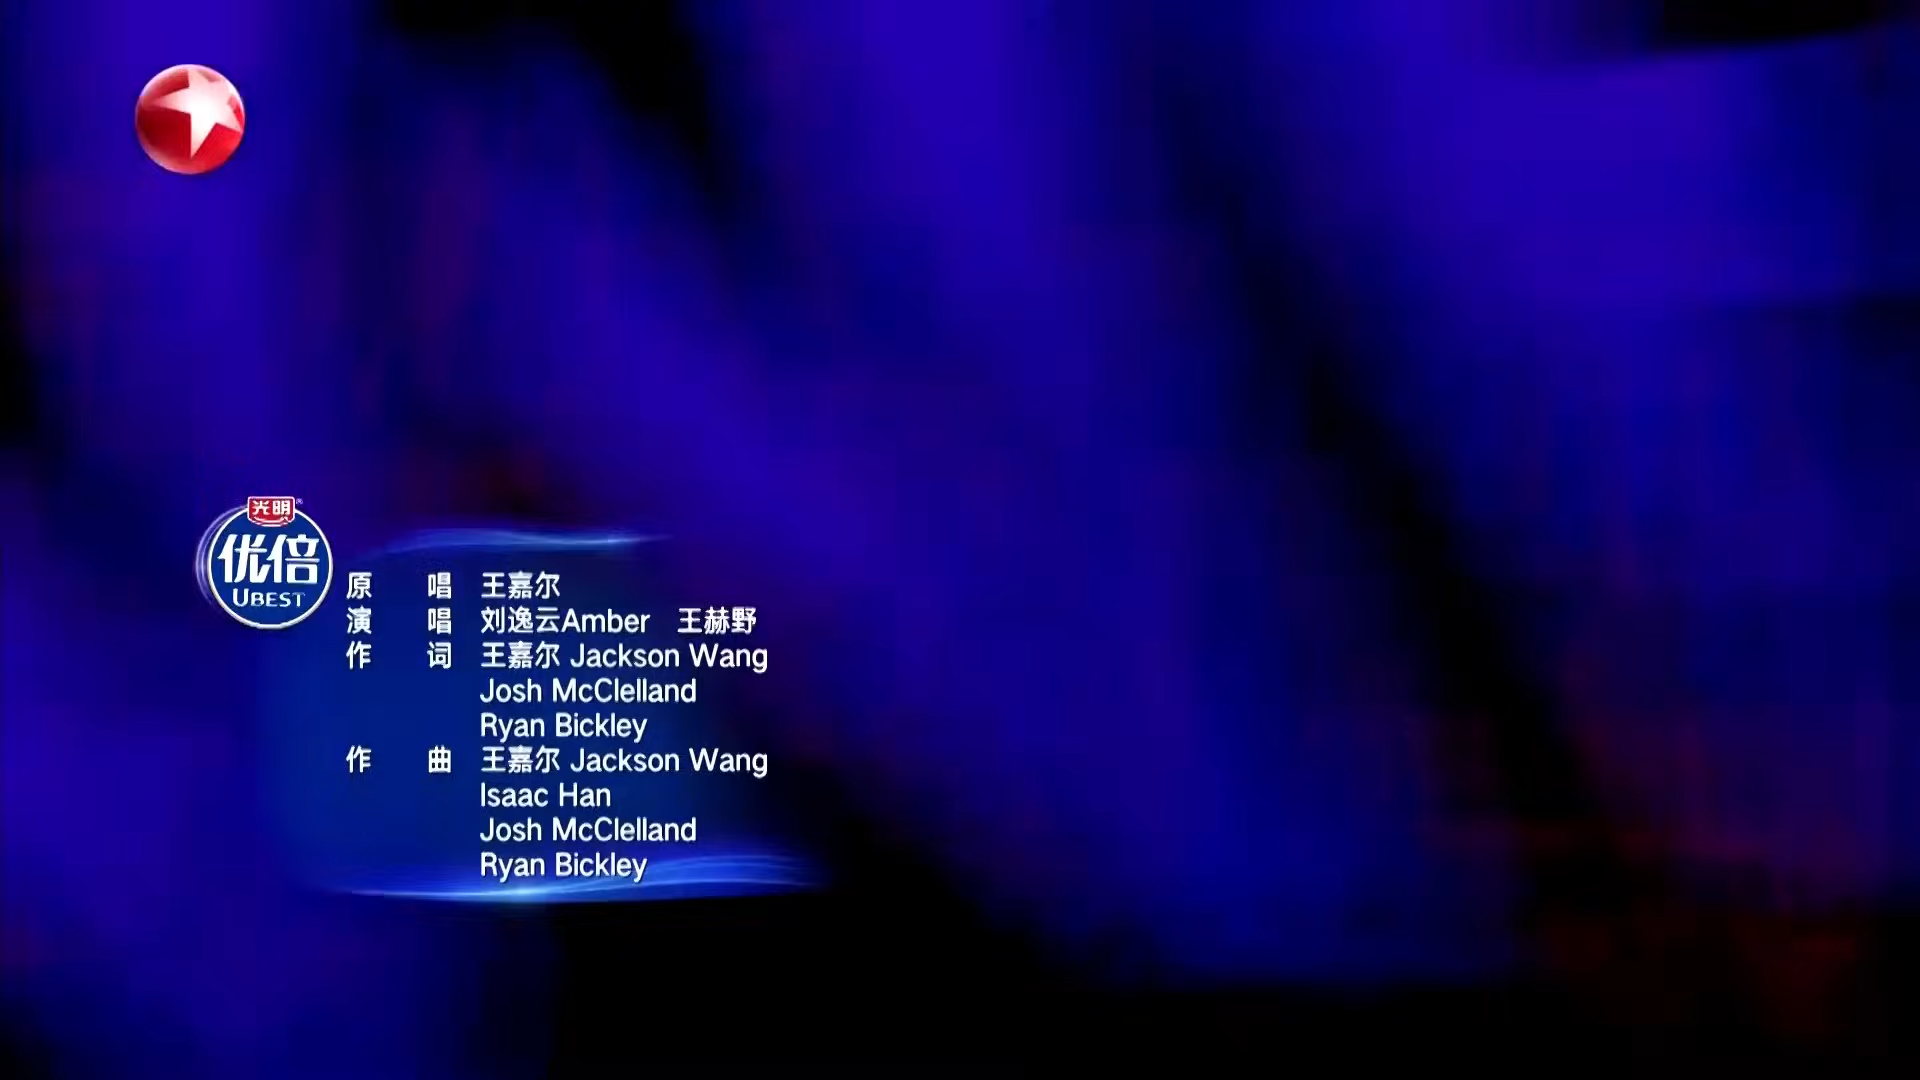 光明
优倍
UBEST
原 唱 王嘉尔
演 唱 刘逸云Amber 王赫野
作 词 王嘉尔 Jackson Wang
Josh McClelland
Ryan Bickley
作 曲 王嘉尔 Jackson Wang
Isaac Han
Josh McClelland
Ryan Bickley